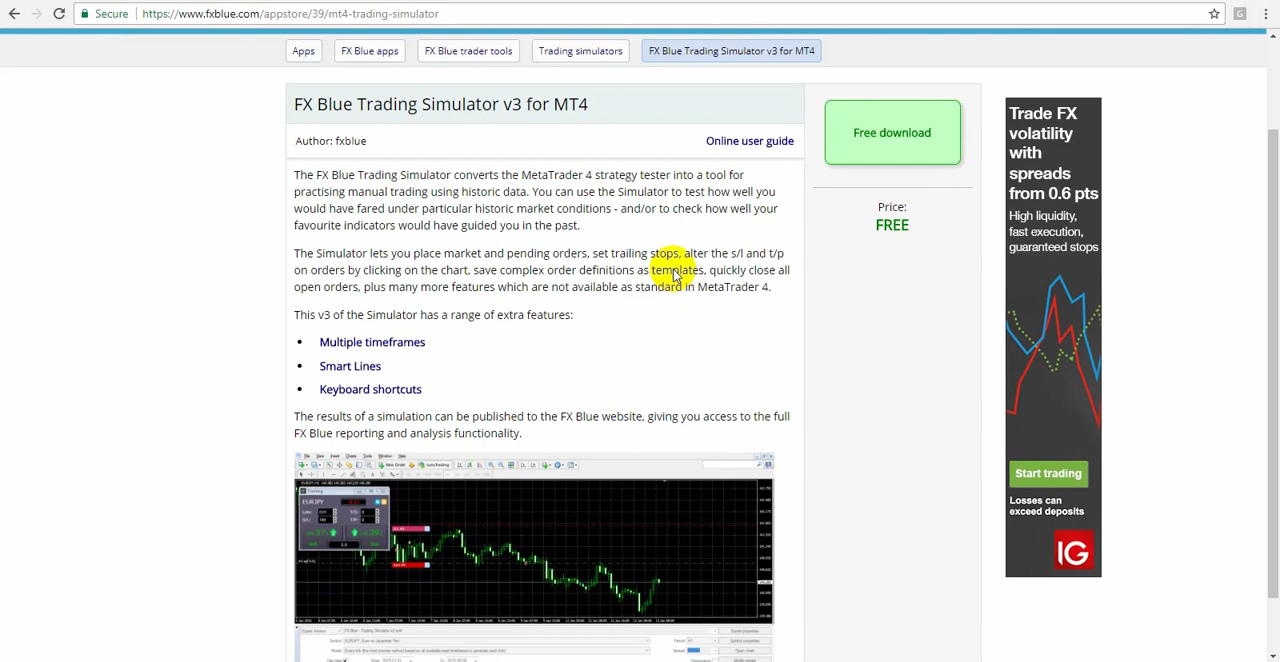 Secure https://www.fxblue.com/appstore/39/mt4-trading-simulator
Apps
FX Blue apps
FX Blue trader tools
Trading simulators
FX Blue Trading Simulator v3 for MT4
FX Blue Trading Simulator v3 for MT4
Author: fxblue
Online user guide
The FX Blue Trading Simulator converts the MetaTrader 4 strategy tester into a tool for
practising manual trading using historic data. You can use the Simulator to test how well you
would have fared under particular historic market conditions - and/or to check how well your
favourite indicators would have guided you in the past.
The Simulator lets you place market and pending orders, set trailing stops, alter the s/l and t/p
on orders by clicking on the chart, save complex order definitions as templates, quickly close all
open orders, plus many more features which are not available as standard in MetaTrader 4.
This v3 of the Simulator has a range of extra features:
• Multiple timeframes
• Smart Lines
• Keyboard shortcuts
The results of a simulation can be published to the FX Blue website, giving you access to the full
FX Blue reporting and analysis functionality.
New Order
AutoTrading
EURJPY
Free download
Price:
FREE
Trade FX
volatility
with
spreads
from 0.6 pts
High liquidity,
fast execution,
guaranteed stops
Start trading
Losses can
exceed deposits
IG